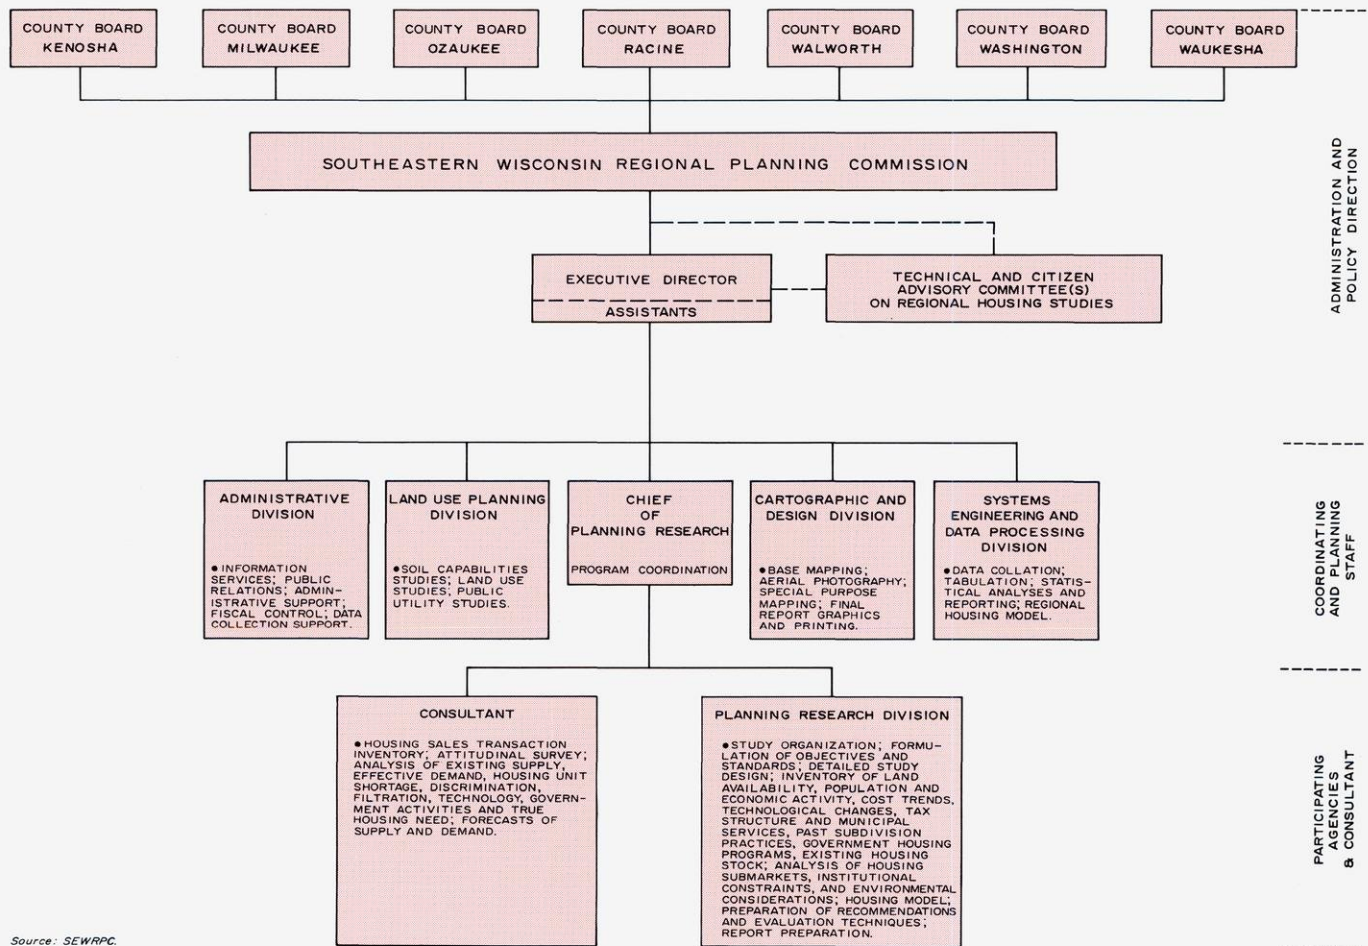 COUNTY BOARD
KENOSHA
COUNTY BOARD
MILWAUKEE
COUNTY BOARD
OZAUKEE
COUNTY BOARD
RACINE
COUNTY BOARD
WALWORTH
COUNTY BOARD
WASHINGTON
COUNTY BOARD
WAUKESHA
SOUTHEASTERN WISCONSIN REGIONAL PLANNING COMMISSION
EXECUTIVE DIRECTOR
ASSISTANTS
TECHNICAL AND CITIZEN
ADVISORY COMMITTEE(S)
ON REGIONAL HOUSING STUDIES
ADMINISTRATION AND
POLICY DIRECTION
ADMINISTRATIVE
DIVISION
•INFORMATION
SERVICES; PUBLIC
RELATIONS; ADMIN-
ISTRATIVE SUPPORT;
FISCAL CONTROL; DATA
COLLECTION SUPPORT.
LAND USE PLANNING
DIVISION
•SOIL CAPABILITIES
STUDIES; LAND USE
STUDIES; PUBLIC
UTILITY STUDIES.
CHIEF
OF
PLANNING RESEARCH
PROGRAM COORDINATION
CARTOGRAPHIC AND
DESIGN DIVISION
•BASE MAPPING;
AERIAL PHOTOGRAPHY;
SPECIAL PURPOSE
MAPPING; FINAL
REPORT GRAPHICS
AND PRINTING.
SYSTEMS
ENGINEERING AND
DATA PROCESSING
DIVISION
•DATA COLLATION;
TABULATION; STATIS-
TICAL ANALYSES AND
REPORTING; REGIONAL
HOUSING MODEL.
COORDINATING
AND PLANNING
STAFF
CONSULTANT
•HOUSING SALES TRANSACTION
INVENTORY; ATTITUDINAL SURVEY;
ANALYSIS OF EXISTING SUPPLY,
EFFECTIVE DEMAND, HOUSING UNIT
SHORTAGE, DISCRIMINATION,
FILTRATION, TECHNOLOGY, GOVERN-
MENT ACTIVITIES AND TRUE
HOUSING NEED; FORECASTS OF
SUPPLY AND DEMAND.
PLANNING RESEARCH DIVISION
•STUDY ORGANIZATION; FORMU-
LATION OF OBJECTIVES AND
STANDARDS; DETAILED STUDY
DESIGN; INVENTORY OF LAND
AVAILABILITY, POPULATION AND
ECONOMIC ACTIVITY, COST TRENDS,
TECHNOLOGICAL CHANGES, TAX
STRUCTURE AND MUNICIPAL
SERVICES, PAST SUBDIVISION
PRACTICES, GOVERNMENT HOUSING
PROGRAMS, EXISTING HOUSING
STOCK; ANALYSIS OF HOUSING
SUBMARKETS, INSTITUTIONAL
CONSTRAINTS, AND ENVIRONMENTAL
CONSIDERATIONS; HOUSING MODEL;
PREPARATION OF RECOMMENDATIONS
AND EVALUATION TECHNIQUES;
REPORT PREPARATION.
PARTICIPATING
AGENCIES
& CONSULTANT
Source: SEWRPC.